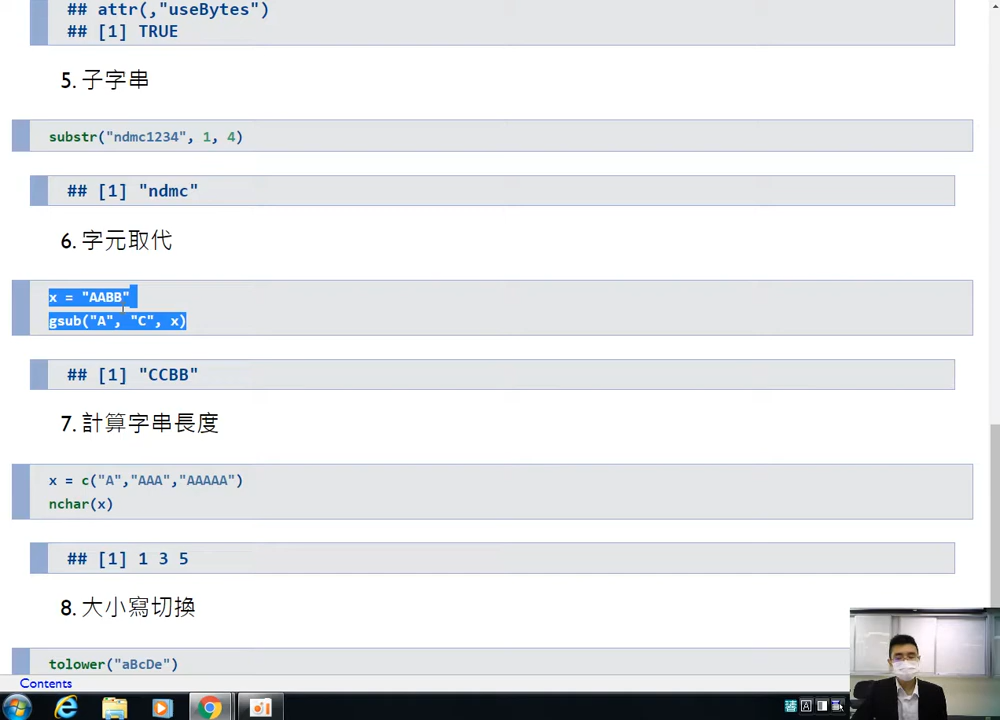 ## attr(,"useBytes")
## [1] TRUE
5. 子字串
substr("ndmc1234", 1, 4)
## [1] "ndmc"
6. 字元取代
x = "AABB"
gsub("A", "C", x)
## [1] "CCBB"
7. 計算字串長度
x = c("A","AAA","AAAAA")
nchar(x)
## [1] 1 3 5
8. 大小寫切換
tolower("aBcDe")
Contents